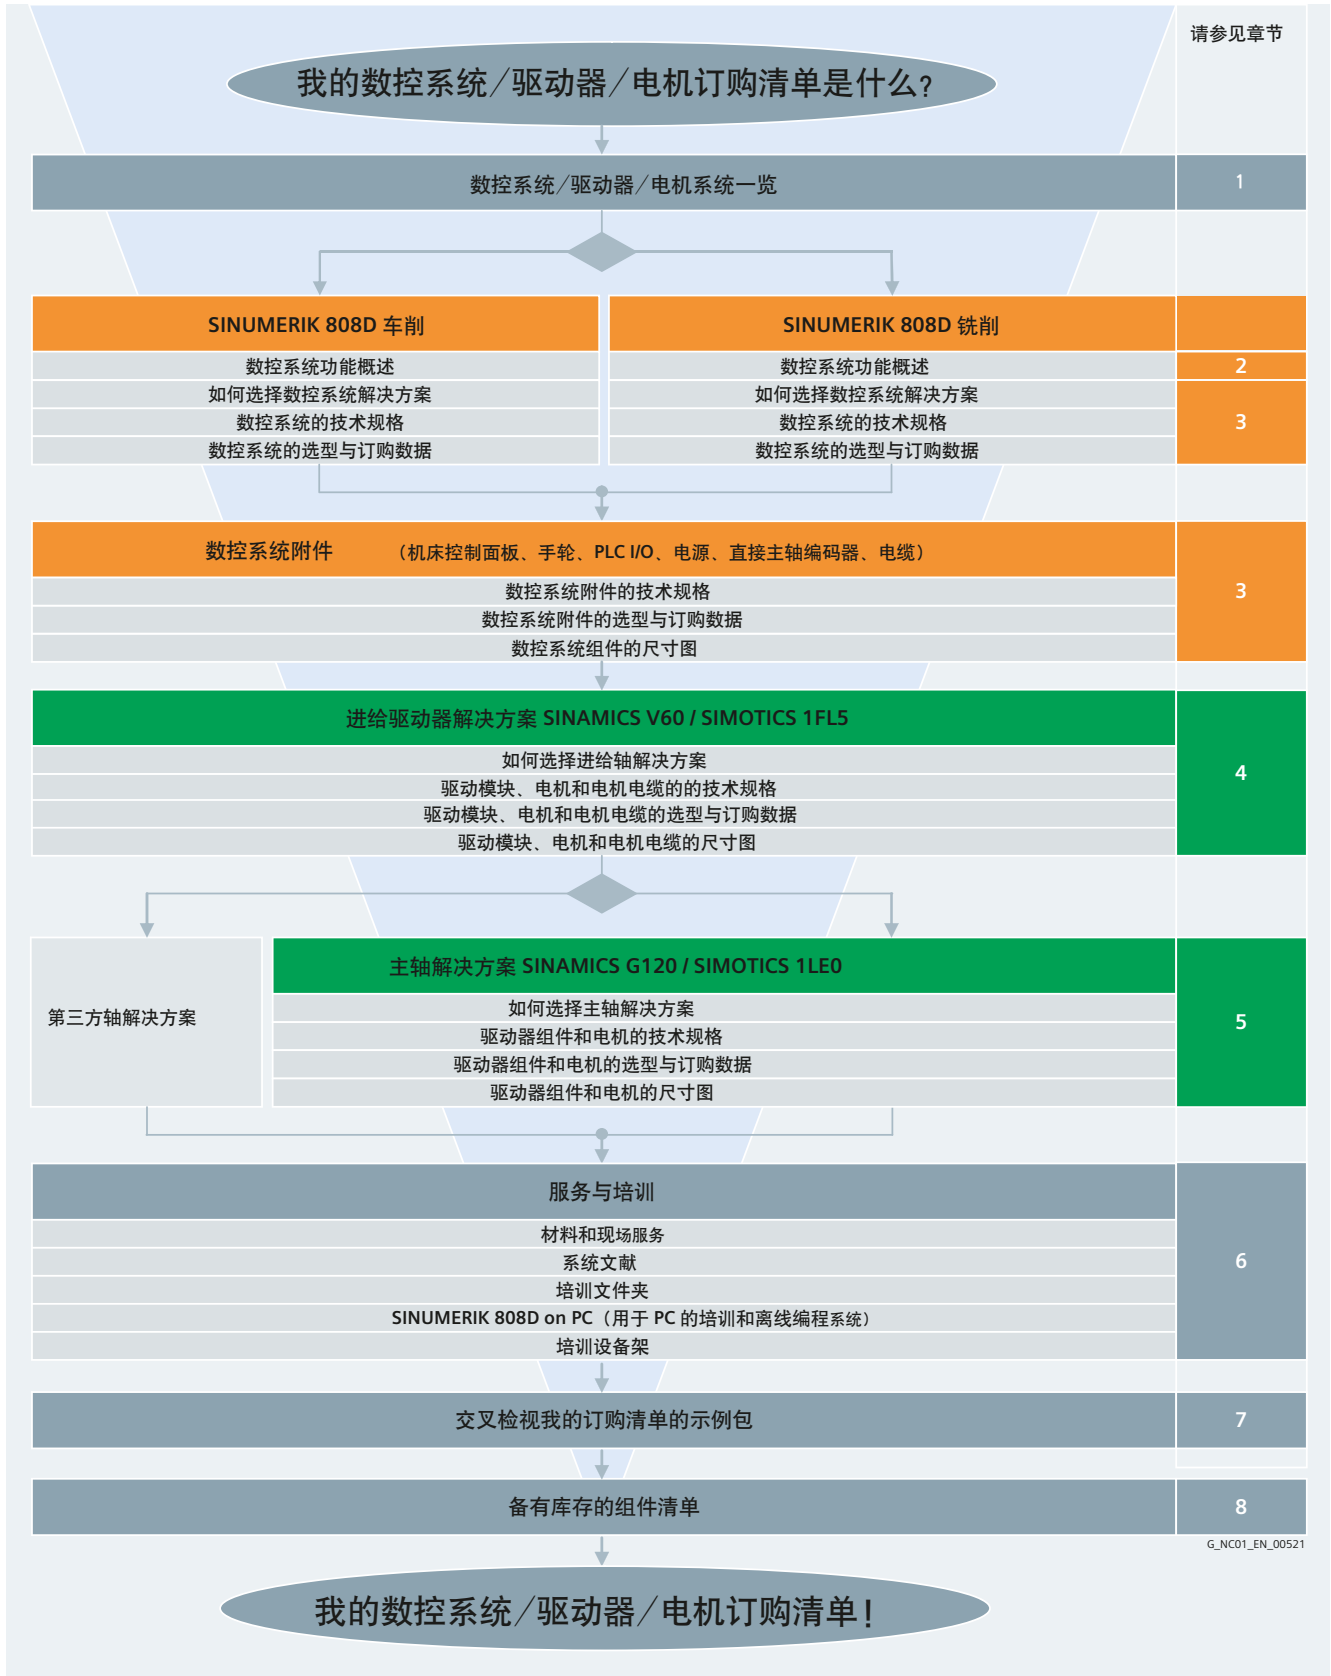 请参见章节
我的数控系统/驱动器/电机订购清单是什么?
数控系统/驱动器/电机系统一览
1
SINUMERIK 808D 车削
SINUMERIK 808D 铣削
数控系统功能概述
数控系统功能概述
2
如何选择数控系统解决方案
如何选择数控系统解决方案
数控系统的技术规格
数控系统的技术规格
3
数控系统的选型与订购数据
数控系统的选型与订购数据
数控系统附件 （机床控制面板、手轮、PLC I/O、电源、直接主轴编码器、电缆）
数控系统附件的技术规格
3
数控系统附件的选型与订购数据
数控系统组件的尺寸图
进给驱动器解决方案 SINAMICS V60 / SIMOTICS 1FL5
如何选择进给轴解决方案
4
驱动模块、电机和电机电缆的的技术规格
驱动模块、电机和电机电缆的选型与订购数据
驱动模块、电机和电机电缆的尺寸图
第三方轴解决方案
主轴解决方案 SINAMICS G120 / SIMOTICS 1LE0
如何选择主轴解决方案
5
驱动器组件和电机的技术规格
驱动器组件和电机的选型与订购数据
驱动器组件和电机的尺寸图
服务与培训
材料和现场服务
系统文献
6
培训文件夹
SINUMERIK 808D on PC（用于 PC 的培训和离线编程系统）
培训设备架
交叉检视我的订购清单的示例包
7
备有库存的组件清单
8
G_NC01_EN_00521
我的数控系统/驱动器/电机订购清单!